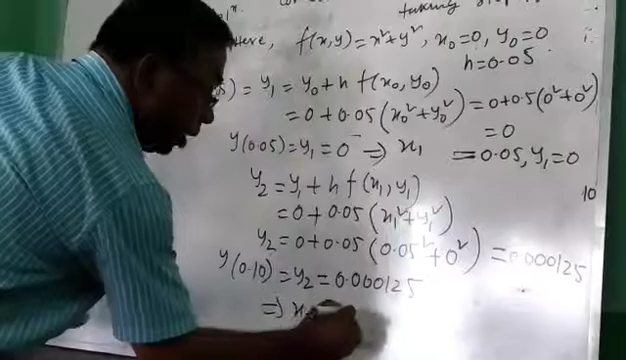 taking step
Here, f(x,y)=x²+y², x₀=0, y₀=0
h=0.05
) = y₁ = y₀ + h f(x₀, y₀)
= 0 + 0.05 (x₀² + y₀²) = 0 + 0.5 (0² + 0²)
= 0
y(0.05) = y₁ = 0 ⇒ x₁ = 0.05, y₁ = 0
y₂ = y₁ + h f(x₁, y₁)
10
= 0 + 0.05 (x₁² + y₁²)
y₂ = 0 + 0.05 (0.05² + 0²) = 0.000125
y(0.10) = y₂ = 0.000125
⇒ x